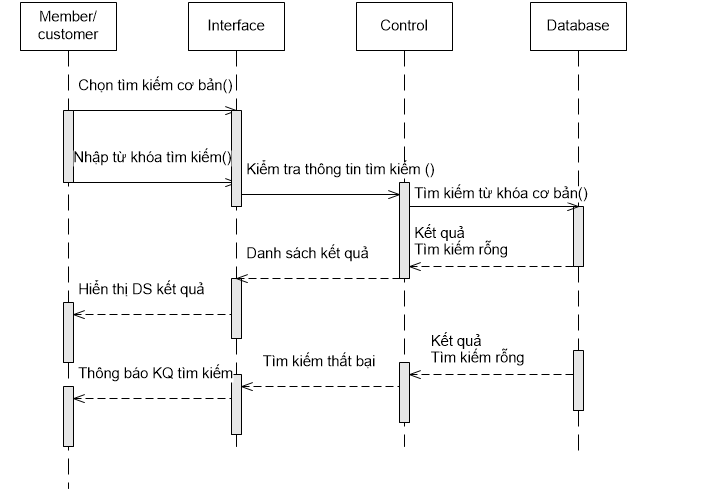 Member/
customer
Interface
Control
Database
Chọn tìm kiếm cơ bản()
Nhập từ khóa tìm kiếm()
Kiểm tra thông tin tìm kiếm ()
Tìm kiếm từ khóa cơ bản()
Kết quả
Tìm kiếm rỗng
Danh sách kết quả
Hiển thị DS kết quả
Kết quả
Tìm kiếm rỗng
Tìm kiếm thất bại
Thông báo KQ tìm kiếm